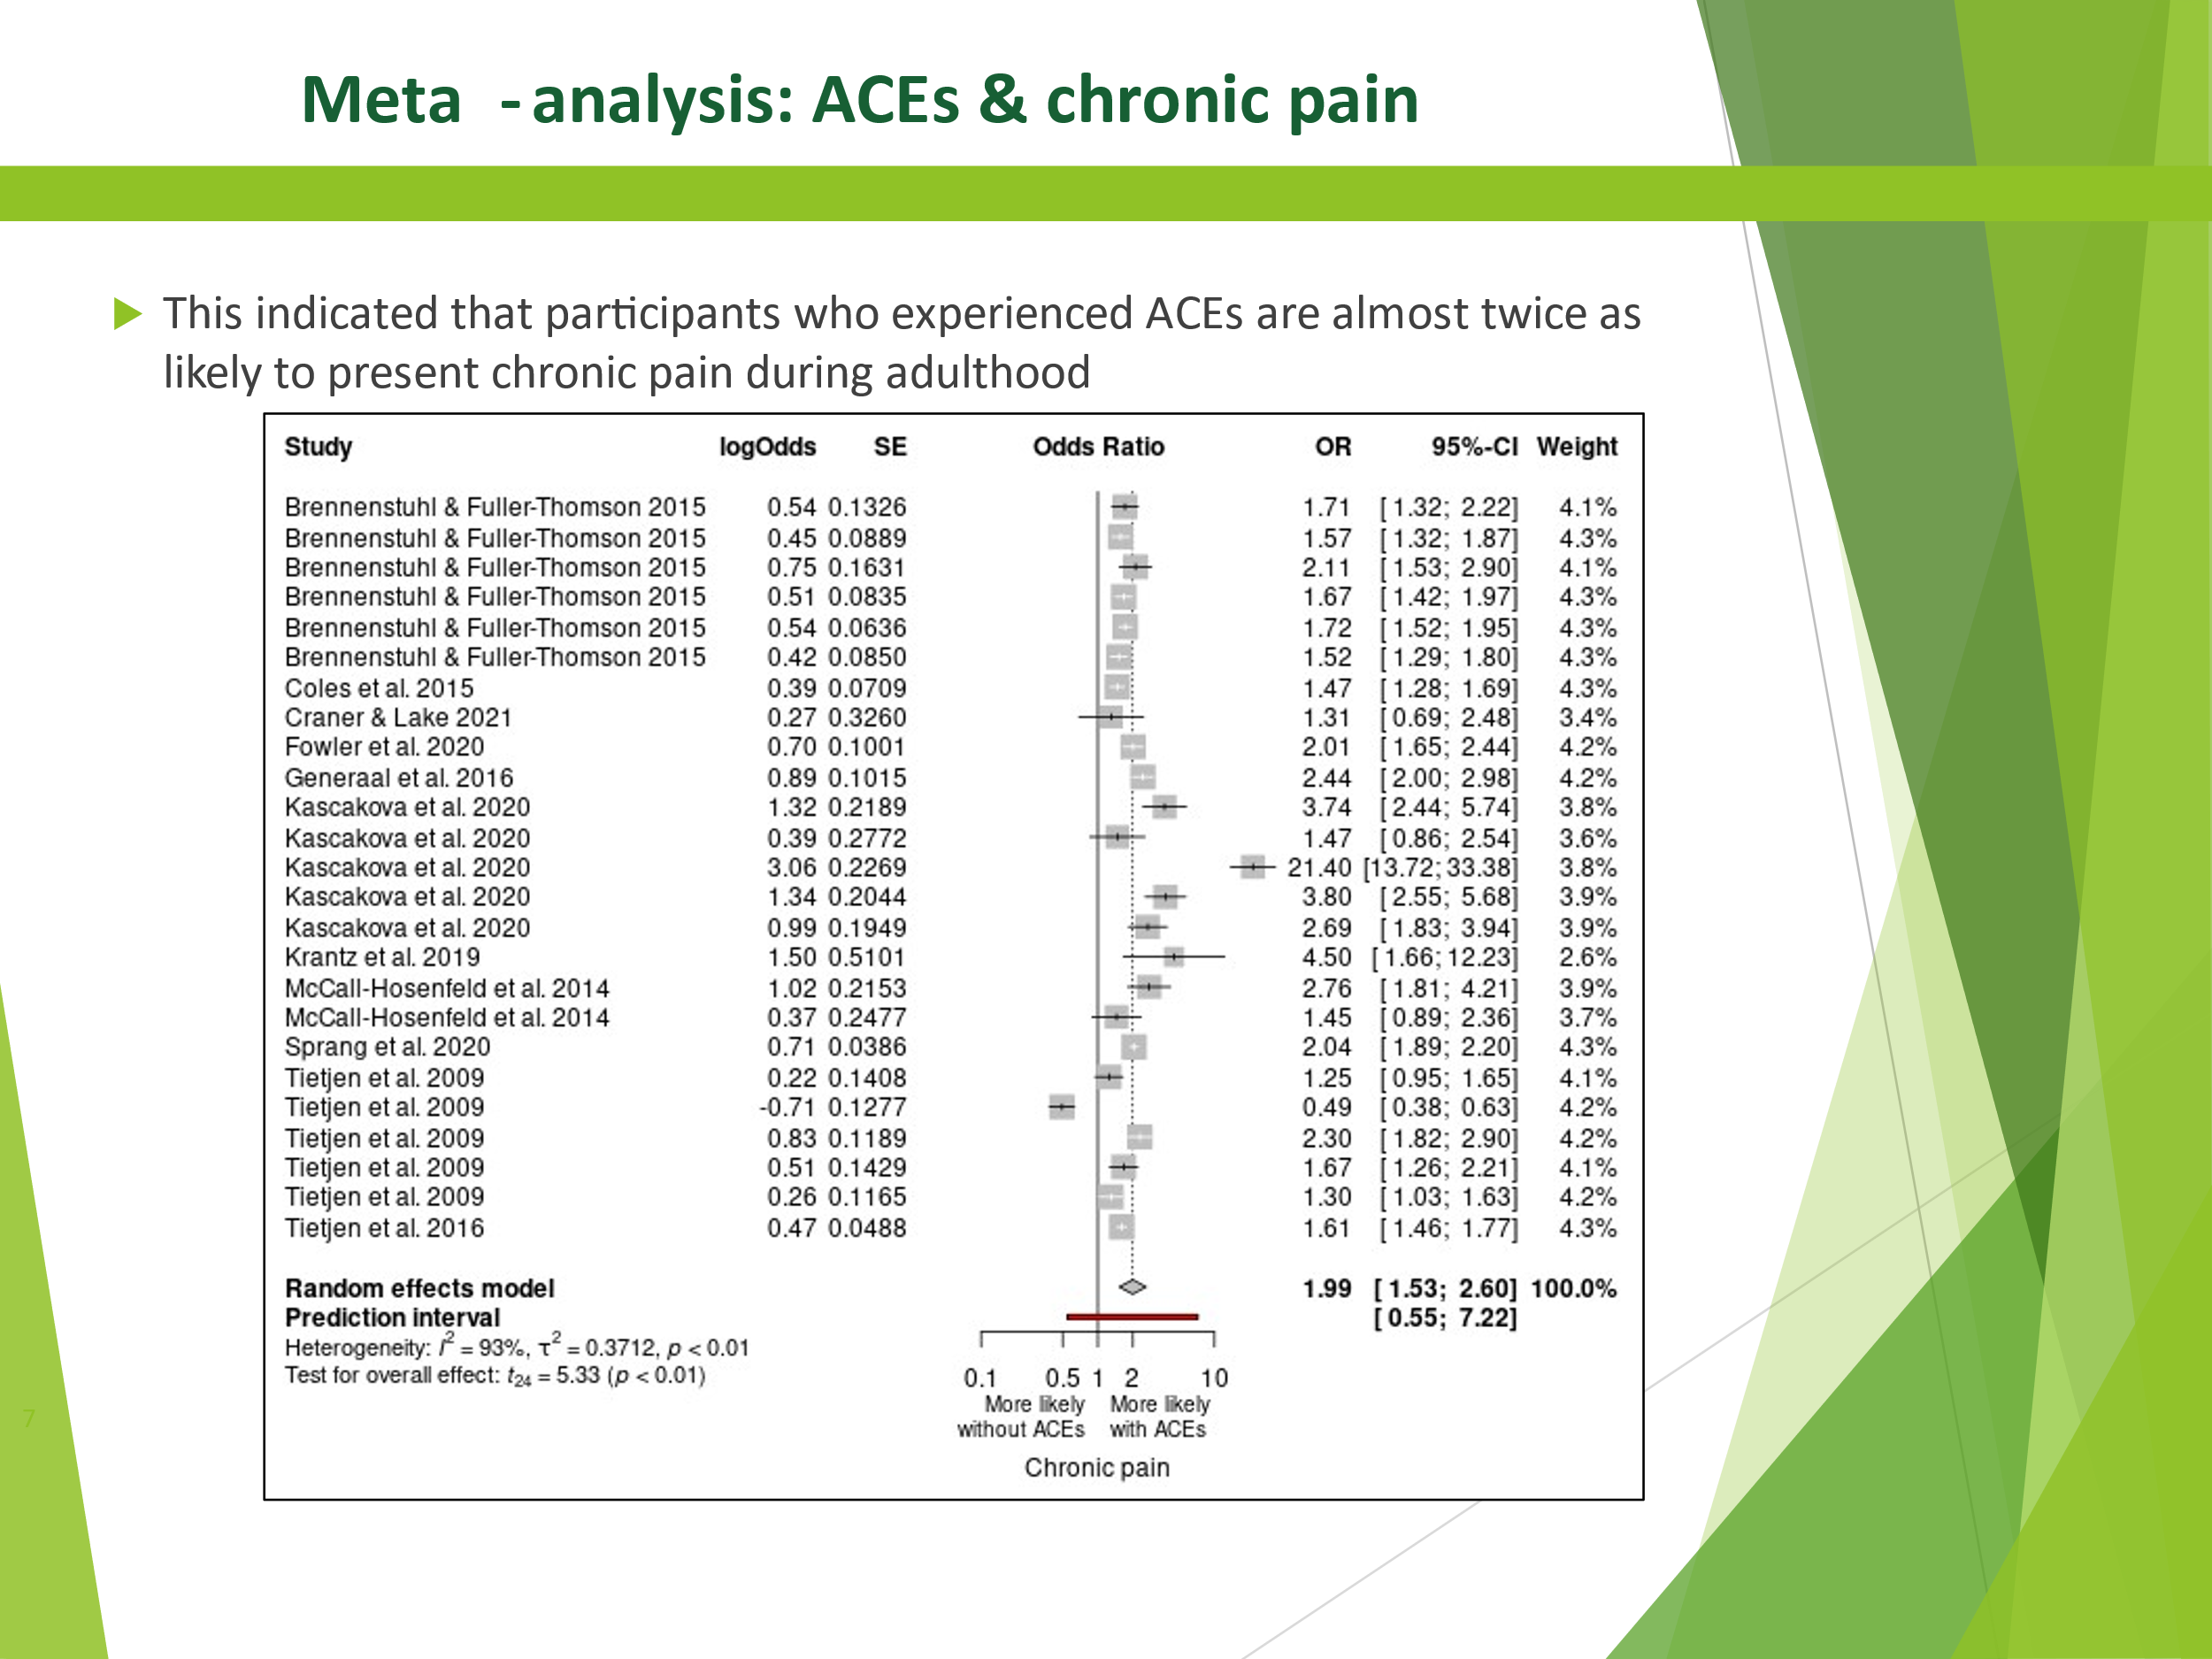 Meta - analysis: ACEs & chronic pain
This indicated that participants who experienced ACEs are almost twice as
likely to present chronic pain during adulthood
Study logOdds SE Odds Ratio OR 95%-CI Weight
Brennenstuhl & Fuller-Thomson 2015 0.54 0.1326 1.71 [1.32; 2.22] 4.1%
Brennenstuhl & Fuller-Thomson 2015 0.45 0.0889 1.57 [1.32; 1.87] 4.3%
Brennenstuhl & Fuller-Thomson 2015 0.75 0.1631 2.11 [1.53; 2.90] 4.1%
Brennenstuhl & Fuller-Thomson 2015 0.51 0.0835 1.67 [1.42; 1.97] 4.3%
Brennenstuhl & Fuller-Thomson 2015 0.54 0.0636 1.72 [1.52; 1.95] 4.3%
Brennenstuhl & Fuller-Thomson 2015 0.42 0.0850 1.52 [1.29; 1.80] 4.3%
Coles et al. 2015 0.39 0.0709 1.47 [1.28; 1.69] 4.3%
Craner & Lake 2021 0.27 0.3260 1.31 [0.69; 2.48] 3.4%
Fowler et al. 2020 0.70 0.1001 2.01 [1.65; 2.44] 4.2%
Generaal et al. 2016 0.89 0.1015 2.44 [2.00; 2.98] 4.2%
Kascakova et al. 2020 1.32 0.2189 3.74 [2.44; 5.74] 3.8%
Kascakova et al. 2020 0.39 0.2772 1.47 [0.86; 2.54] 3.6%
Kascakova et al. 2020 3.06 0.2269 21.40 [13.72; 33.38] 3.8%
Kascakova et al. 2020 1.34 0.2044 3.80 [2.55; 5.68] 3.9%
Kascakova et al. 2020 0.99 0.1949 2.69 [1.83; 3.94] 3.9%
Krantz et al. 2019 1.50 0.5101 4.50 [1.66; 12.23] 2.6%
McCall-Hosenfeld et al. 2014 1.02 0.2153 2.76 [1.81; 4.21] 3.9%
McCall-Hosenfeld et al. 2014 0.37 0.2477 1.45 [0.89; 2.36] 3.7%
Sprang et al. 2020 0.71 0.0386 2.04 [1.89; 2.20] 4.3%
Tietjen et al. 2009 0.22 0.1408 1.25 [0.95; 1.65] 4.1%
Tietjen et al. 2009 -0.71 0.1277 0.49 [0.38; 0.63] 4.2%
Tietjen et al. 2009 0.83 0.1189 2.30 [1.82; 2.90] 4.2%
Tietjen et al. 2009 0.51 0.1429 1.67 [1.26; 2.21] 4.1%
Tietjen et al. 2009 0.26 0.1165 1.30 [1.03; 1.63] 4.2%
Tietjen et al. 2016 0.47 0.0488 1.61 [1.46; 1.77] 4.3%
Random effects model 1.99 [1.53; 2.60] 100.0%
Prediction interval [0.55; 7.22]
Heterogeneity: I² = 93%, τ² = 0.3712, p < 0.01
Test for overall effect: t₂₄ = 5.33 (p < 0.01)
0.1 0.5 1 2 10
More likely More likely
without ACEs with ACEs
Chronic pain
7